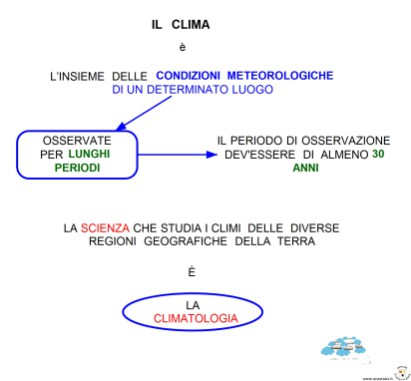 IL CLIMA
è
L'INSIEME DELLE CONDIZIONI METEOROLOGICHE
DI UN DETERMINATO LUOGO
OSSERVATE
PER LUNGHI
PERIODI
IL PERIODO DI OSSERVAZIONE
DEV'ESSERE DI ALMENO 30
ANNI
LA SCIENZA CHE STUDIA I CLIMI DELLE DIVERSE
REGIONI GEOGRAFICHE DELLA TERRA
È
LA
CLIMATOLOGIA